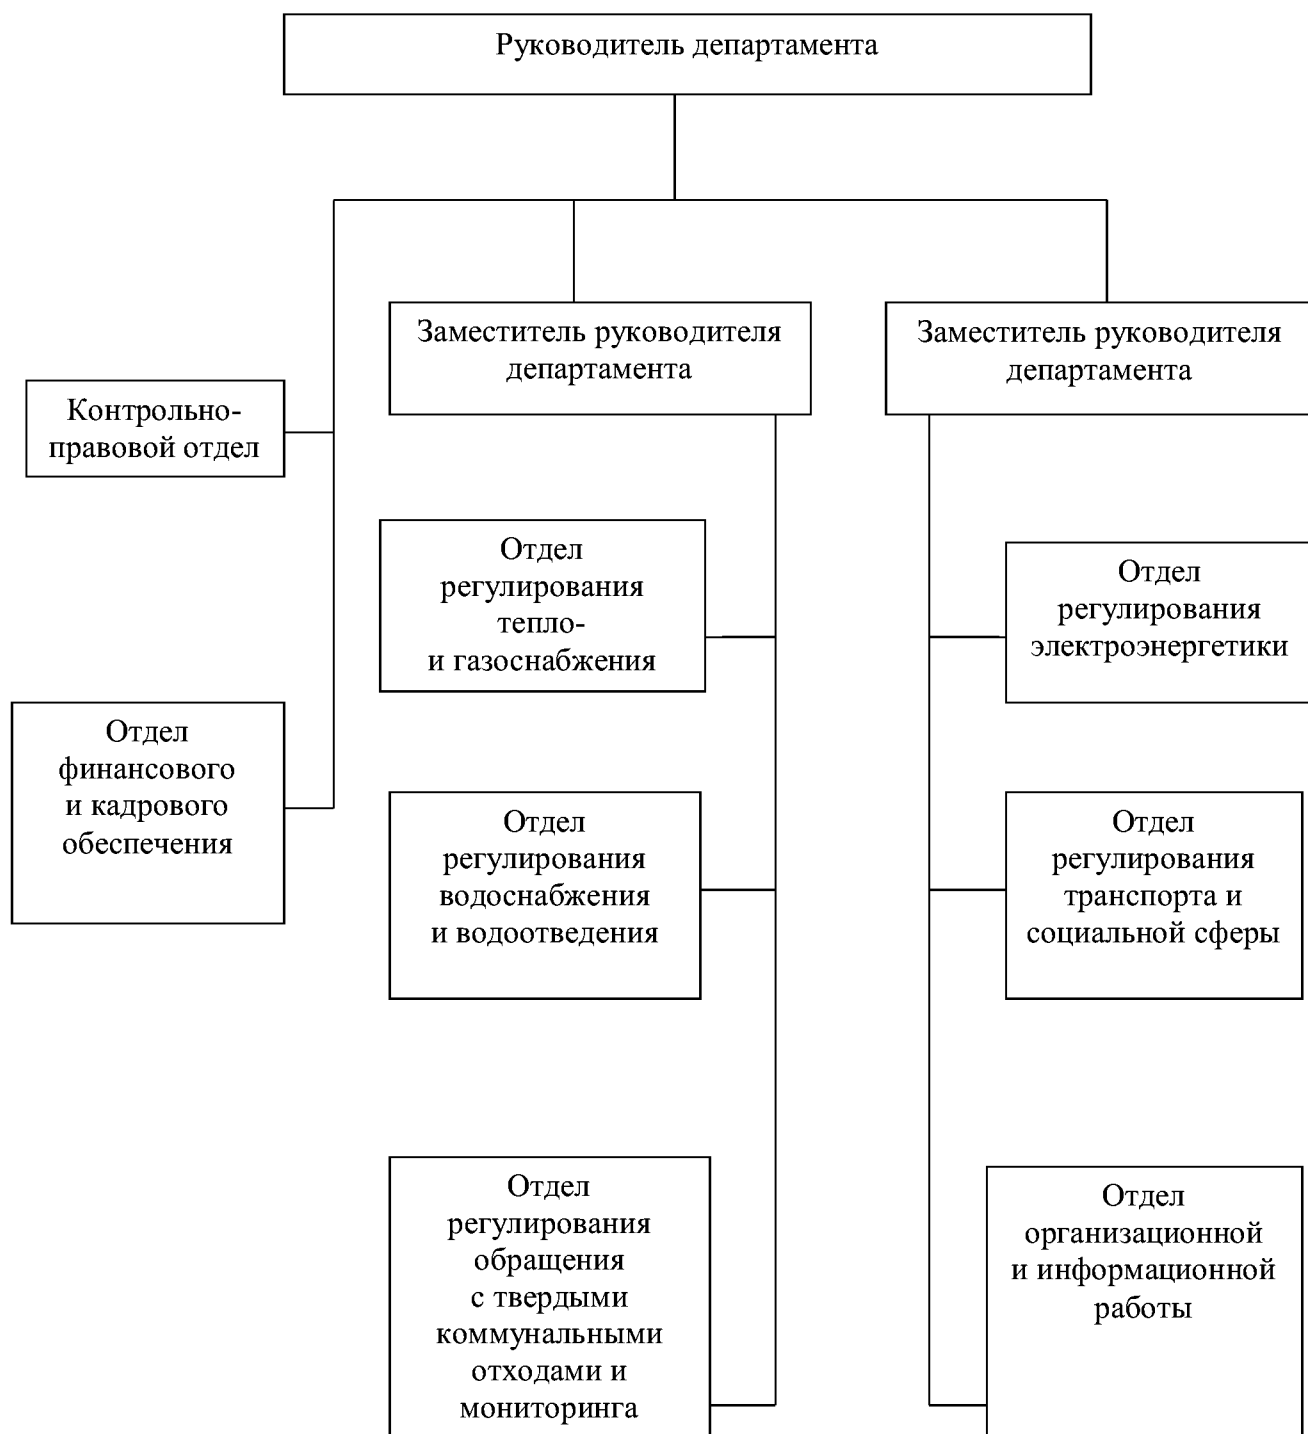 Руководитель департамента
Заместитель руководителя
департамента
Заместитель руководителя
департамента
Контрольно-
правовой отдел
Отдел
регулирования
тепло-
и газоснабжения
Отдел
регулирования
электроэнергетики
Отдел
финансового
и кадрового
обеспечения
Отдел
регулирования
водоснабжения
и водоотведения
Отдел
регулирования
транспорта и
социальной сферы
Отдел
регулирования
обращения
с твердыми
коммунальными
отходами и
мониторинга
Отдел
организационной
и информационной
работы